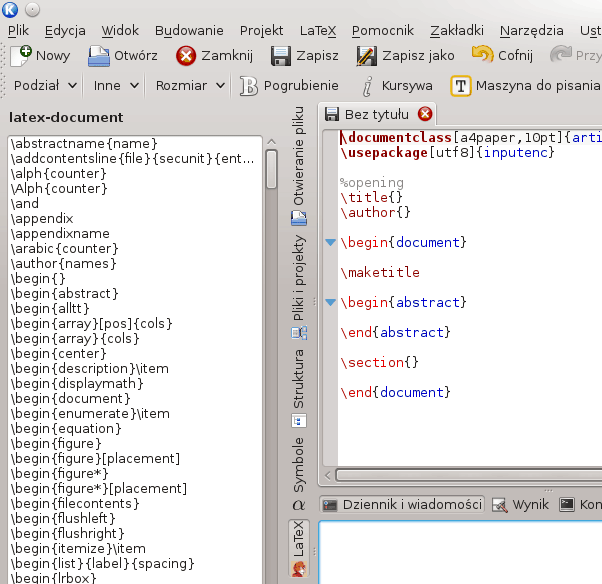 Plik Edycja Widok Budowanie Projekt LaTeX Pomocnik Zakładki Narzędzia Ust
Nowy Otwórz Zamknij Zapisz Zapisz jako Cofnij Przy
Podział Inne Rozmiar Pogrubienie Kursywa Maszyna do pisania
latex-document
\abstractname{name}
\addcontentsline{file}{secunit}{ent...
\alph{counter}
\Alph{counter}
\and
\appendix
\appendixname
\arabic{counter}
\author{names}
\begin{}
\begin{abstract}
\begin{alltt}
\begin{array}[pos]{cols}
\begin{array}{cols}
\begin{center}
\begin{description}\item
\begin{displaymath}
\begin{document}
\begin{enumerate}\item
\begin{equation}
\begin{figure}
\begin{figure}[placement]
\begin{figure*}
\begin{figure*}[placement]
\begin{filecontents}
\begin{flushleft}
\begin{flushright}
\begin{itemize}\item
\begin{list}{label}{spacing}
\begin{lrbox}
Otwieranie pliku
Pliki i projekty
Struktura
Symbole
α
LaTeX
Bez tytułu
\documentclass[a4paper,10pt]{arti
\usepackage[utf8]{inputenc}
%opening
\title{}
\author{}
\begin{document}
\maketitle
\begin{abstract}
\end{abstract}
\section{}
\end{document}
Dziennik i wiadomości Wynik Kon